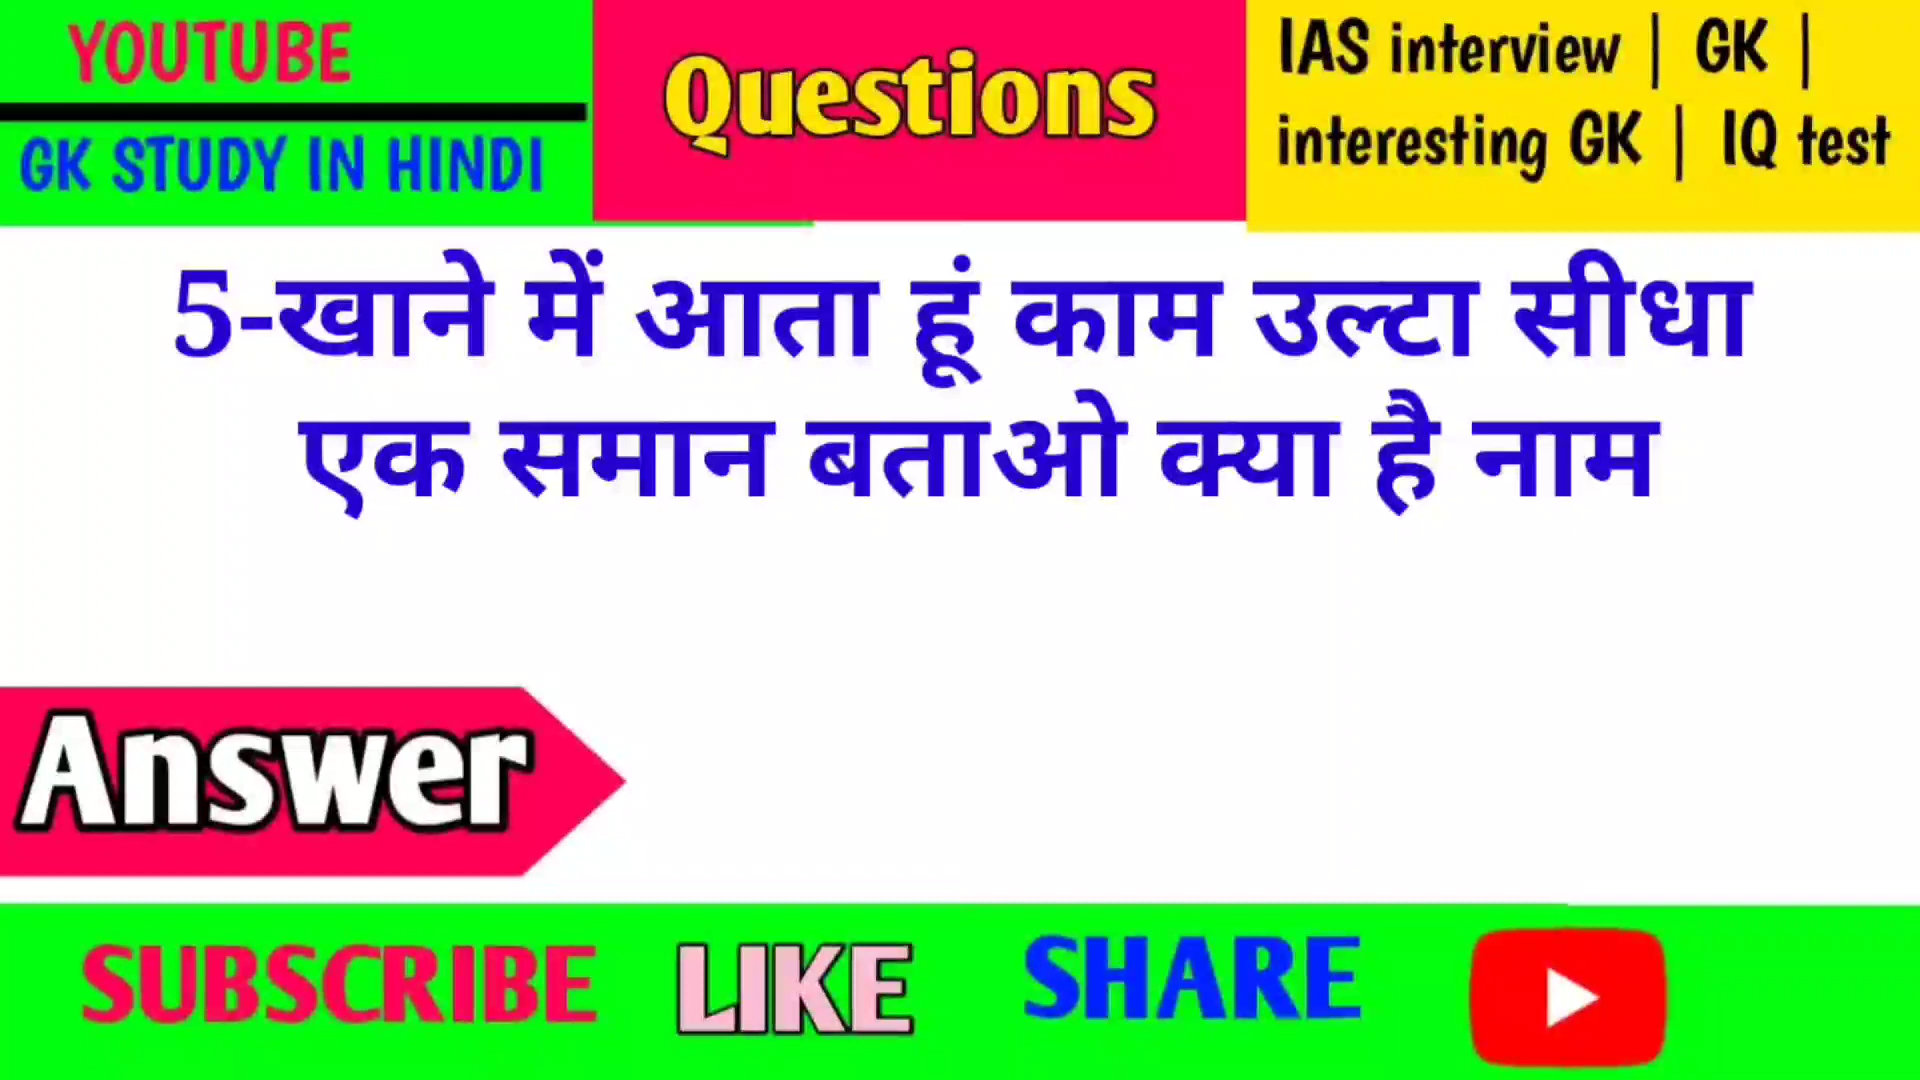 YOUTUBE
GK STUDY IN HINDI
Questions
IAS interview | GK |
interesting GK | IQ test
5-खाने में आता हूं काम उल्टा सीधा
एक समान बताओ क्या है नाम
Answer
SUBSCRIBE LIKE SHARE